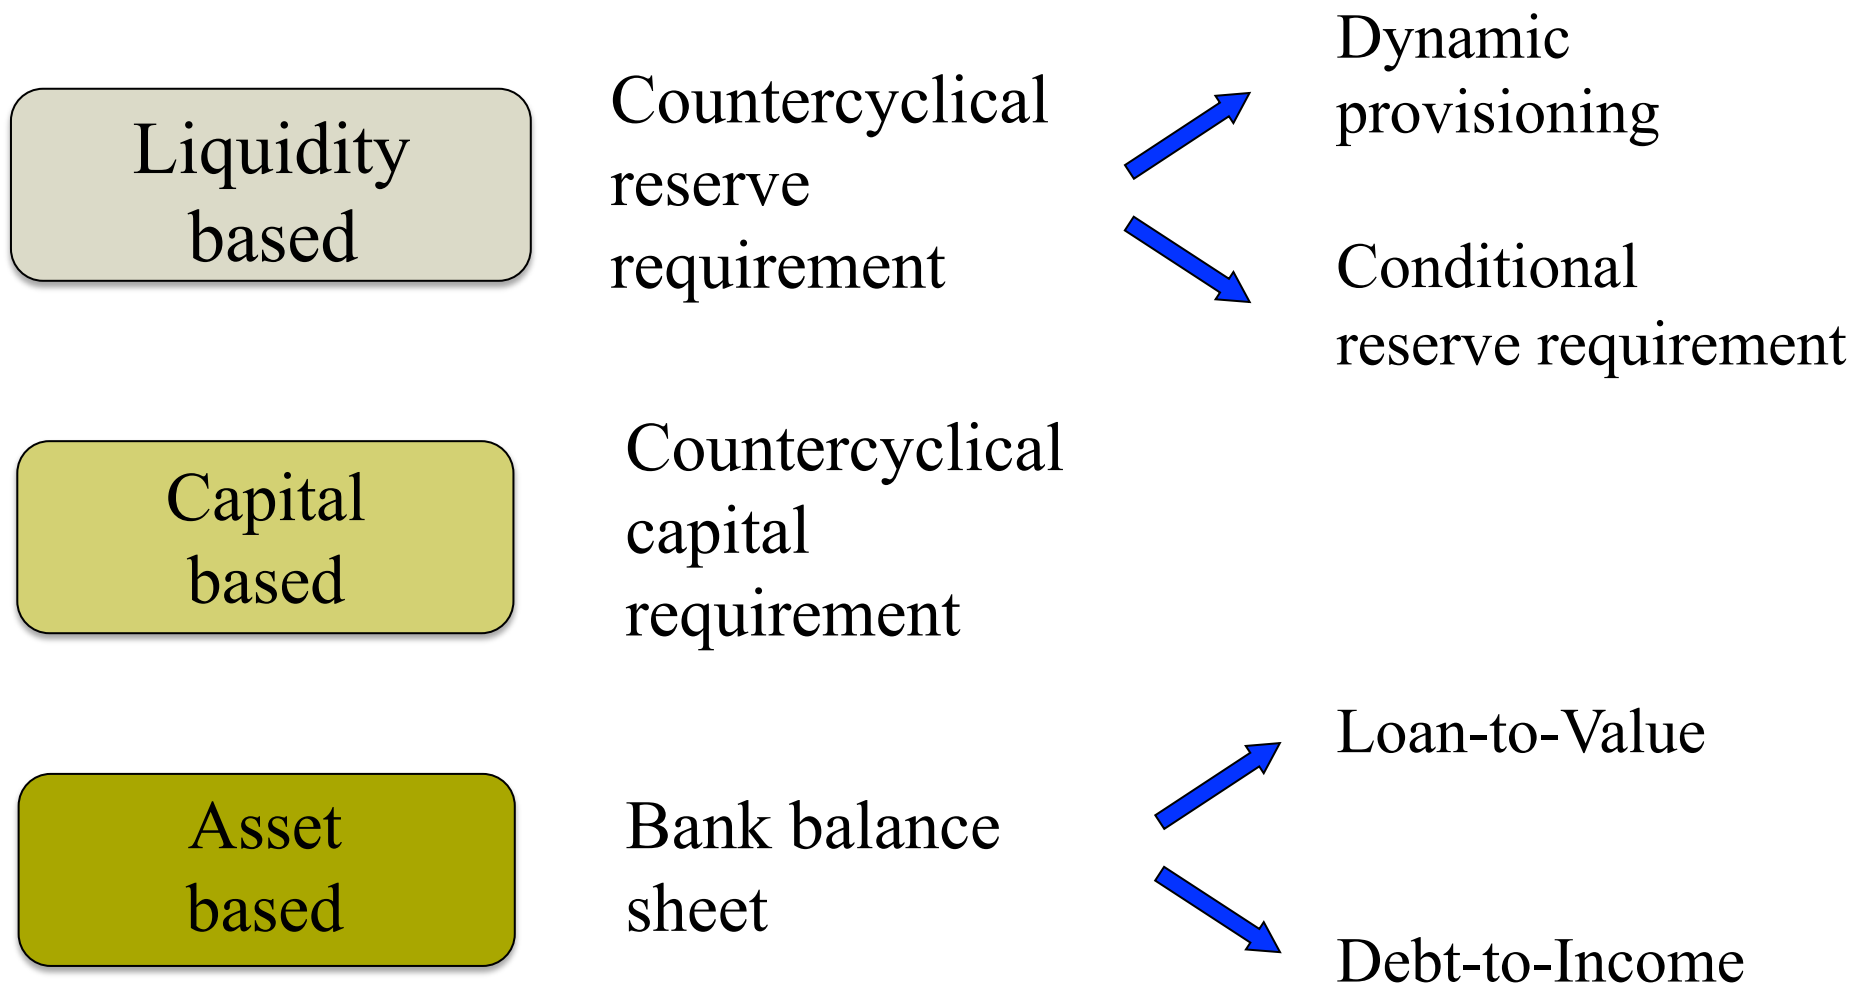 Liquidity
based
Countercyclical
reserve
requirement
Dynamic
provisioning
Conditional
reserve requirement
Capital
based
Countercyclical
capital
requirement
Asset
based
Bank balance
sheet
Loan-to-Value
Debt-to-Income